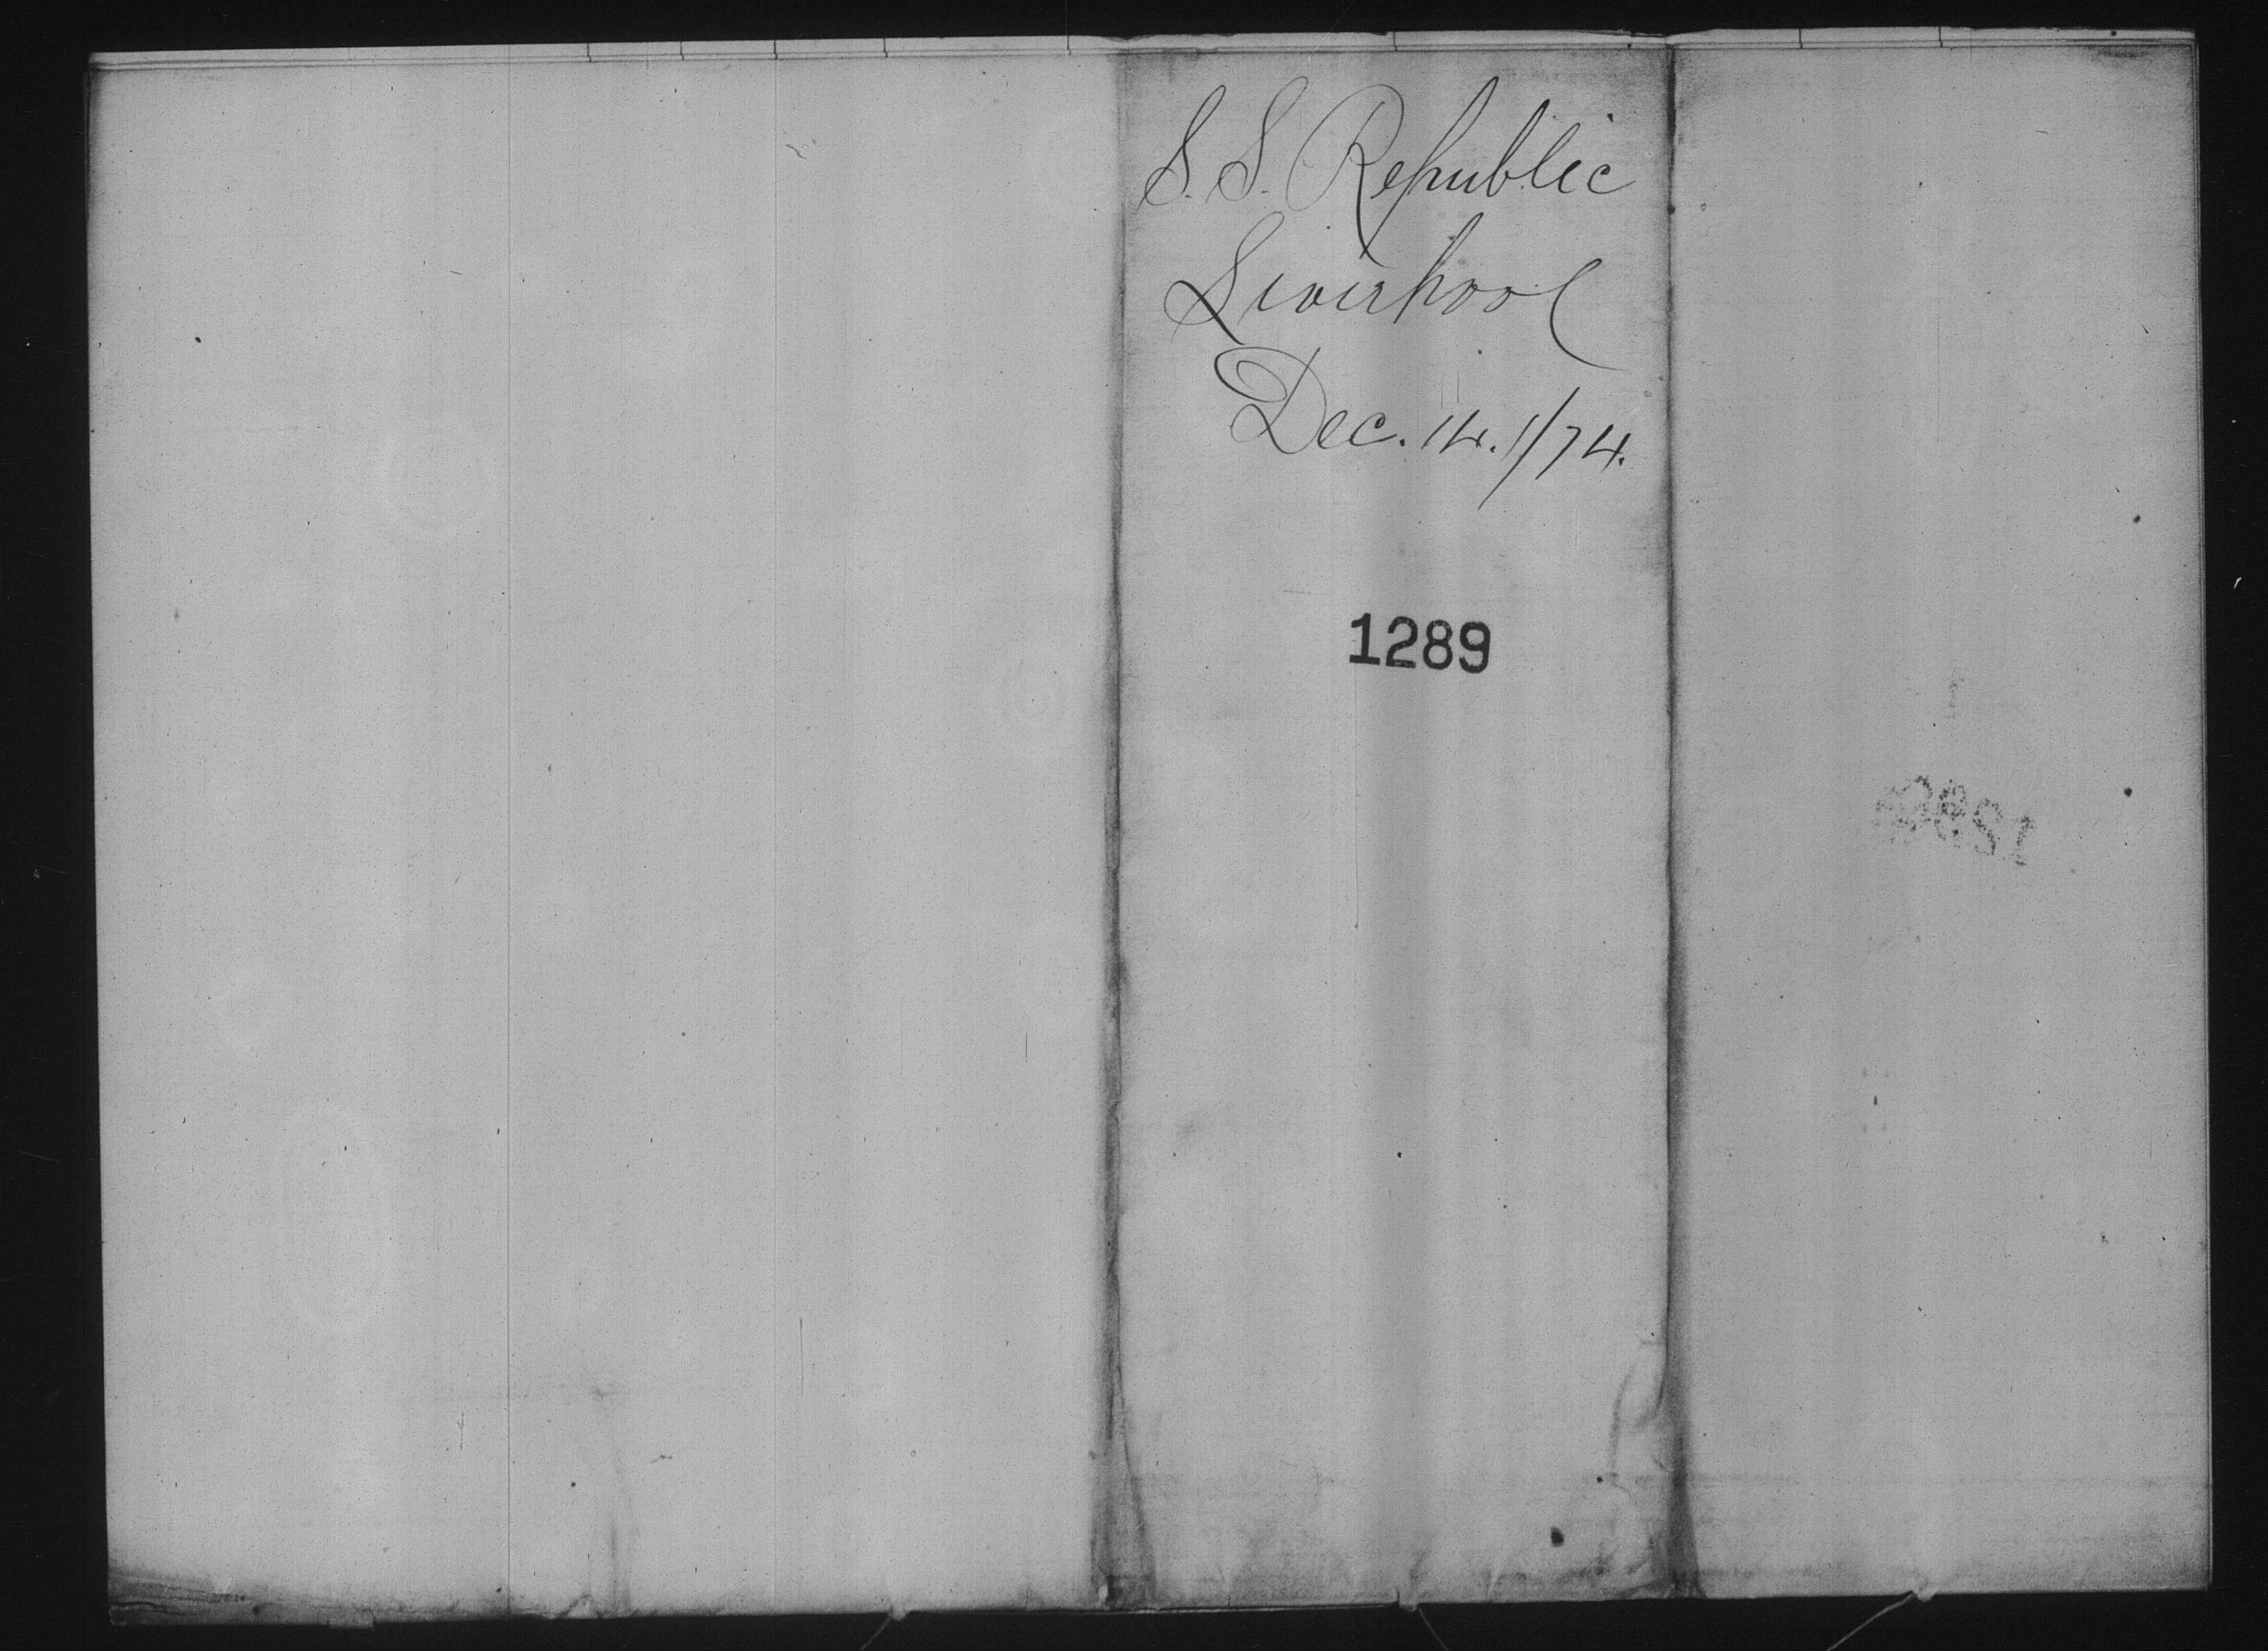 S. S. Republic
Liverpool
Dec. 14. 1/74.
1289